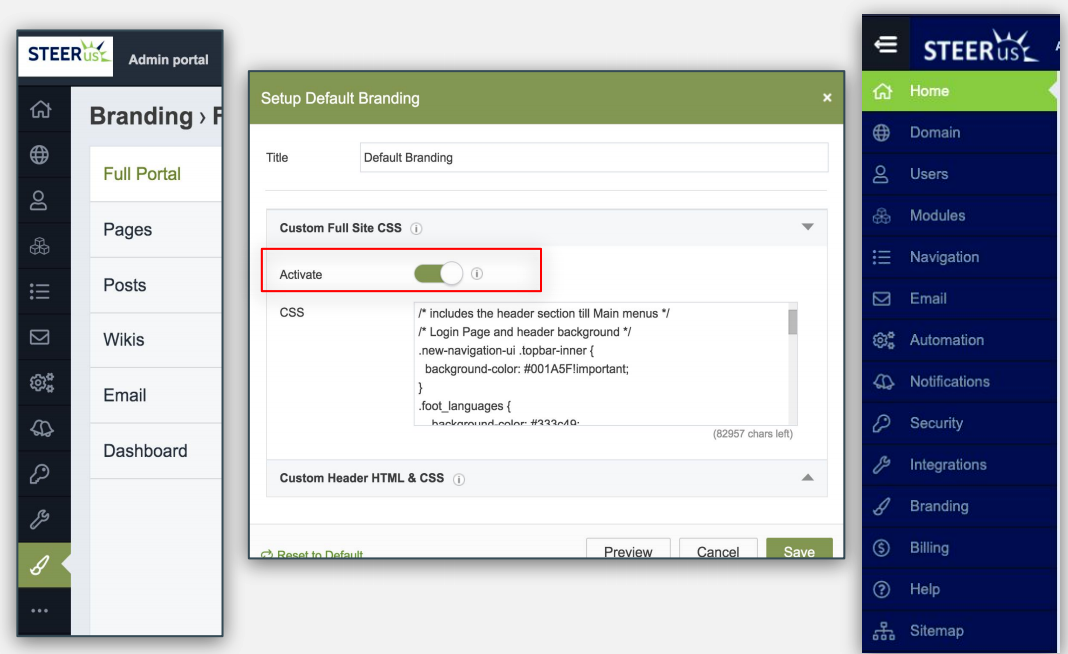 STEERus
Admin portal
Branding › F
Full Portal
Pages
Posts
Wikis
Email
Dashboard
Setup Default Branding
×
Title
Default Branding
Custom Full Site CSS
Activate
CSS
/* includes the header section till Main menus */
/* Login Page and header background */
.new-navigation-ui .topbar-inner {
background-color: #001A5F!important;
}
.foot_languages {
background-color: #333c49;
(82957 chars left)
Custom Header HTML & CSS
Reset to Default
Preview
Cancel
Save
STEERus
A
Home
Domain
Users
Modules
Navigation
Email
Automation
Notifications
Security
Integrations
Branding
Billing
Help
Sitemap